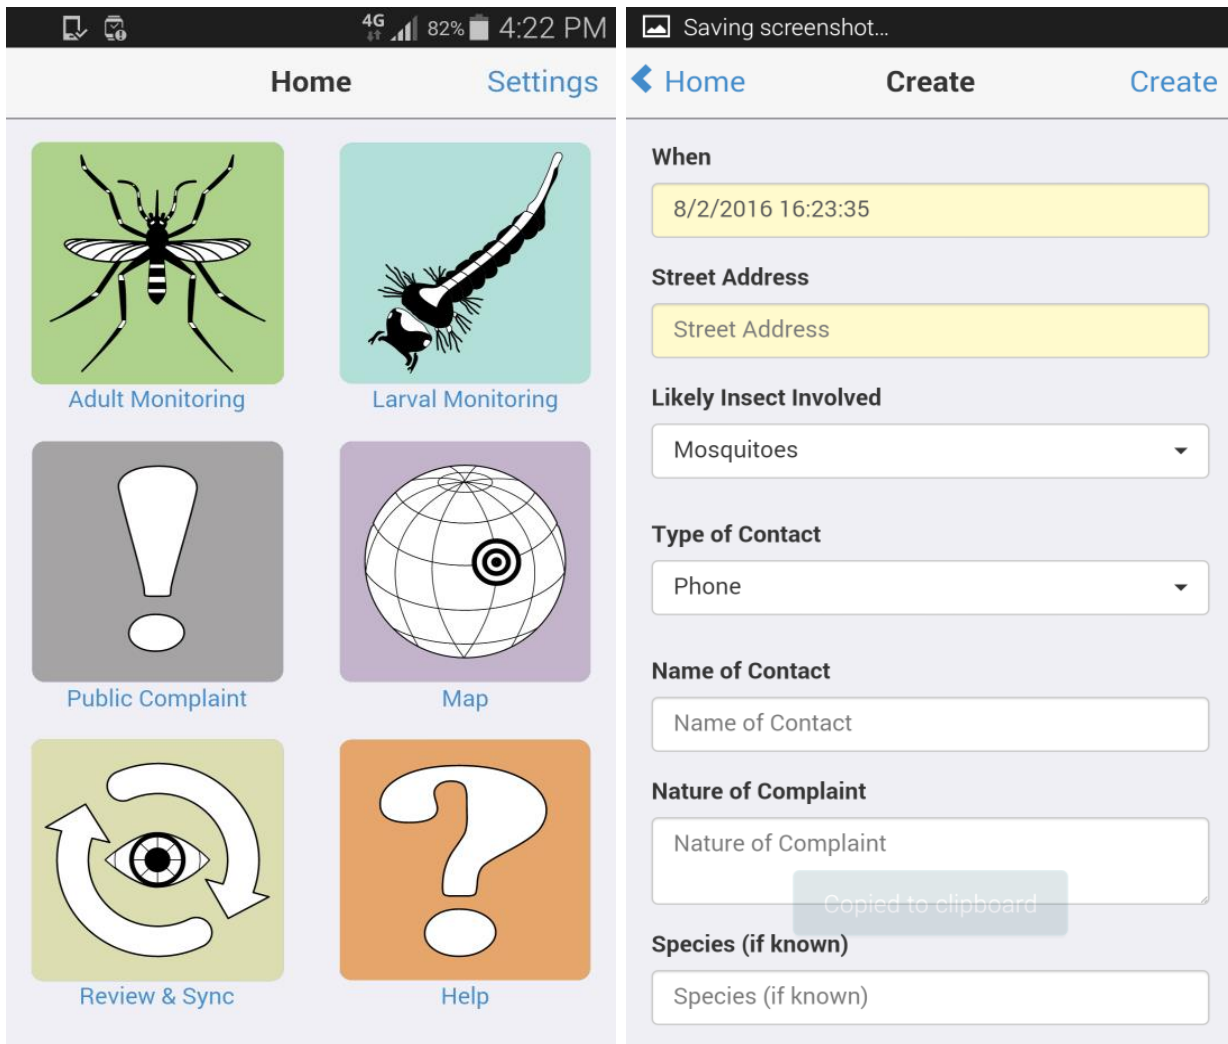 4G 82% 4:22 PM
Home Settings
Adult Monitoring Larval Monitoring
Public Complaint Map
Review & Sync Help
Saving screenshot...
Home Create Create
When
8/2/2016 16:23:35
Street Address
Street Address
Likely Insect Involved
Mosquitoes
Type of Contact
Phone
Name of Contact
Name of Contact
Nature of Complaint
Nature of Complaint
Copied to clipboard
Species (if known)
Species (if known)